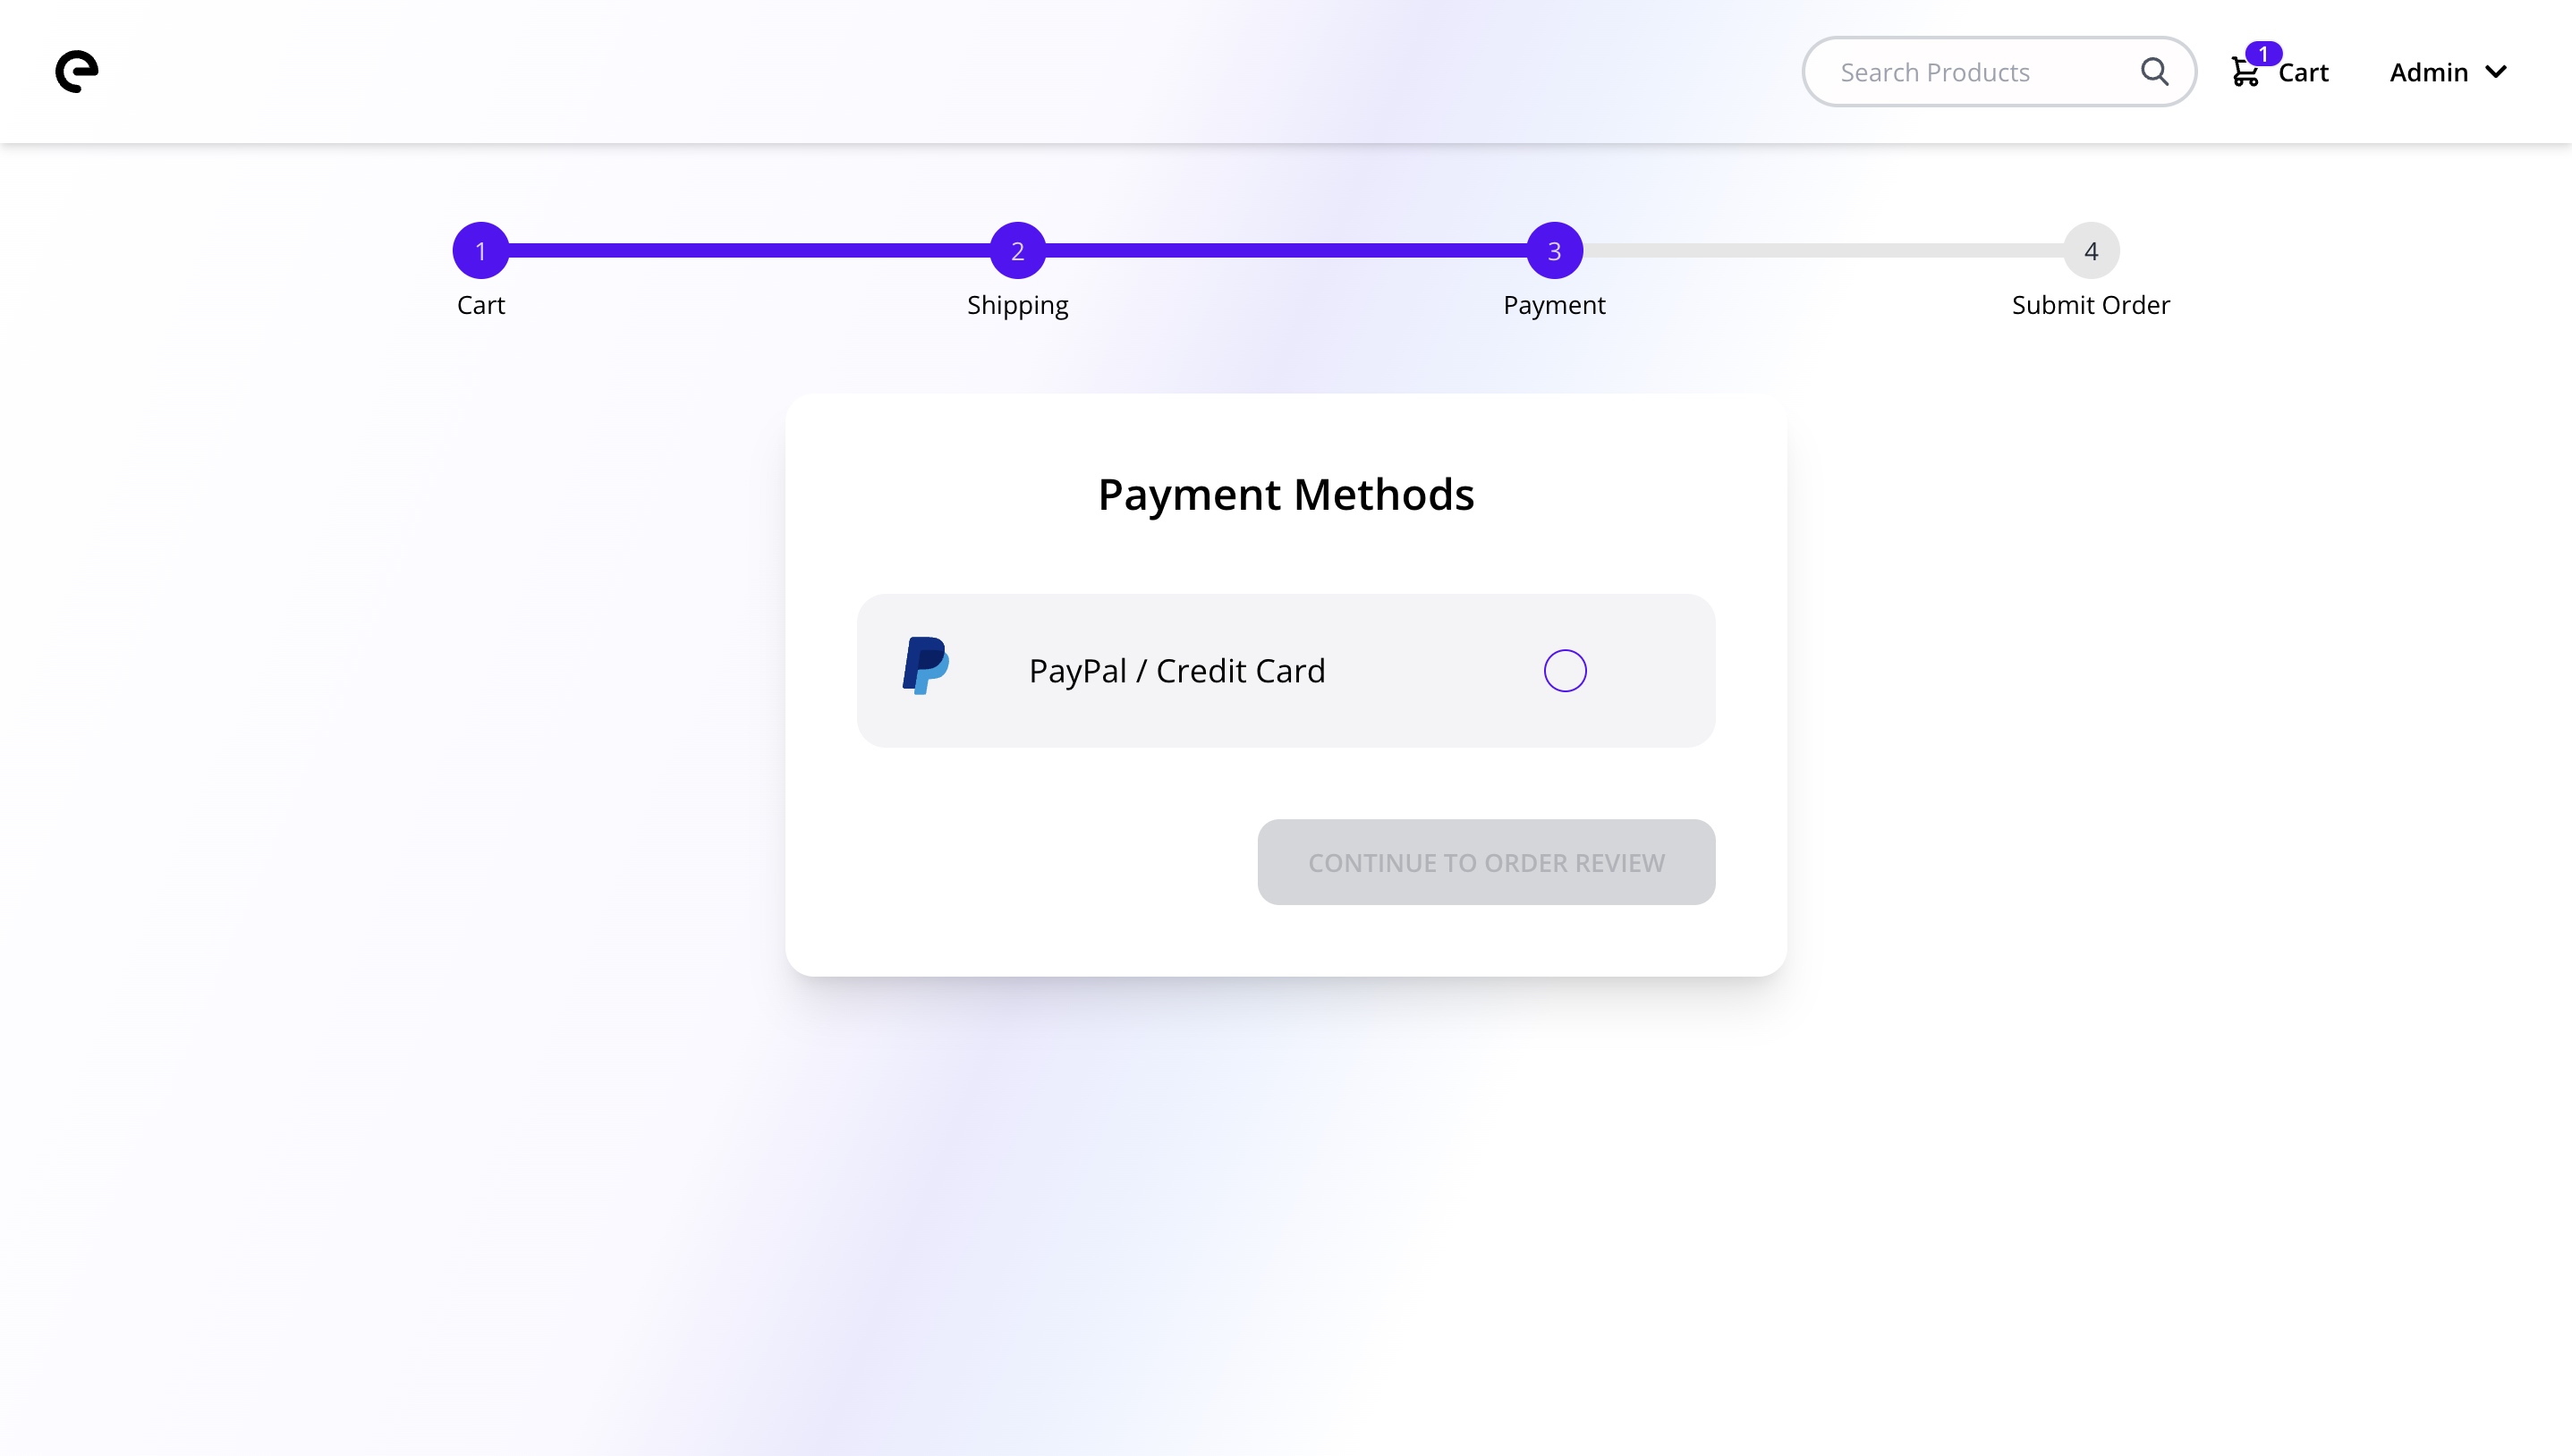 Search Products
1
Cart
Admin
1
2
3
4
Cart
Shipping
Payment
Submit Order
Payment Methods
PayPal / Credit Card
CONTINUE TO ORDER REVIEW